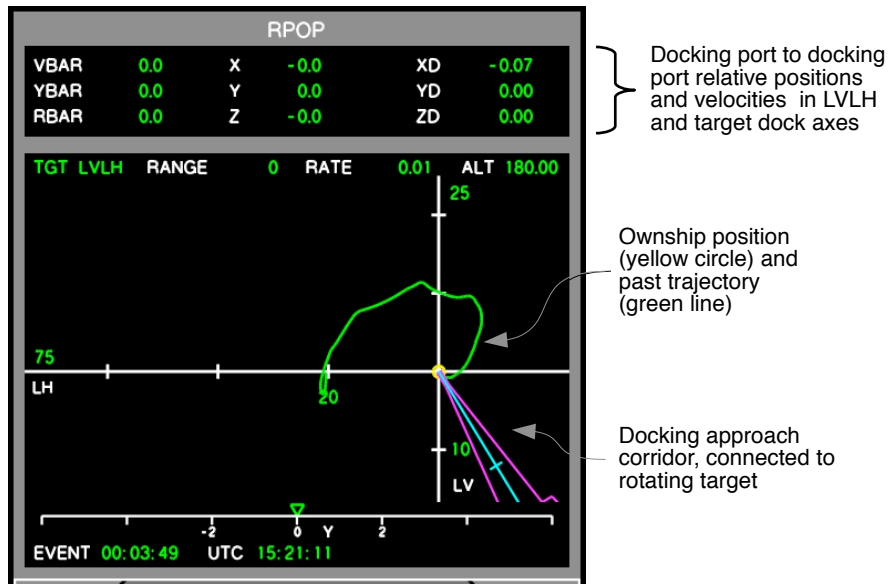 RPOP
VBAR 0.0 X -0.0 XD -0.07
YBAR 0.0 Y 0.0 YD 0.00
RBAR 0.0 Z -0.0 ZD 0.00
Docking port to docking
port relative positions
and velocities in LVLH
and target dock axes
TGT LVLH RANGE 0 RATE 0.01 ALT 180.00
25
Ownship position
(yellow circle) and
past trajectory
(green line)
75
LH
20
Docking approach
corridor, connected to
rotating target
10
LV
-2 0 Y 2
EVENT 00:03:49 UTC 15:21:11